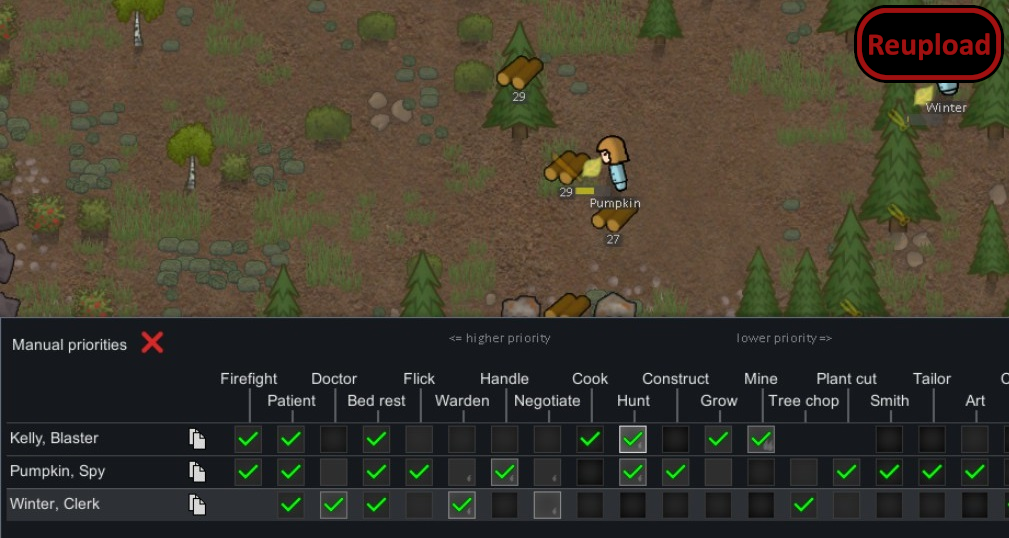 Reupload
29
Winter
29
Pumpkin
27
Manual priorities
<= higher priority
lower priority =>
Firefight
Doctor
Flick
Handle
Cook
Construct
Mine
Plant cut
Tailor
Patient
Bed rest
Warden
Negotiate
Hunt
Grow
Tree chop
Smith
Art
Kelly, Blaster
Pumpkin, Spy
Winter, Clerk